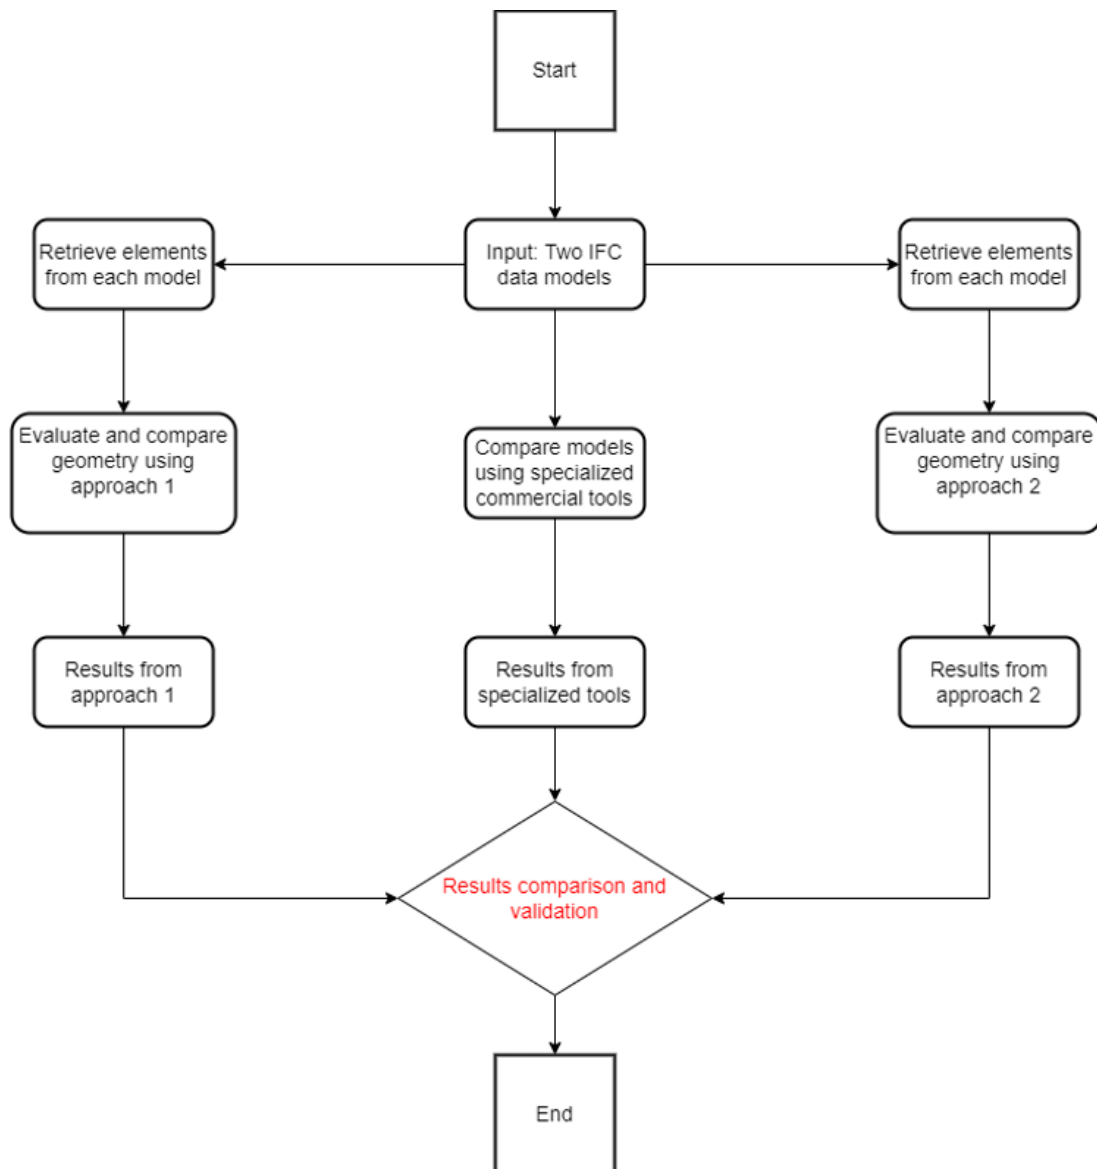 Start
Retrieve elements
from each model
Input: Two IFC
data models
Retrieve elements
from each model
Evaluate and compare
geometry using
approach 1
Compare models
using specialized
commercial tools
Evaluate and compare
geometry using
approach 2
Results from
approach 1
Results from
specialized tools
Results from
approach 2
Results comparison and
validation
End